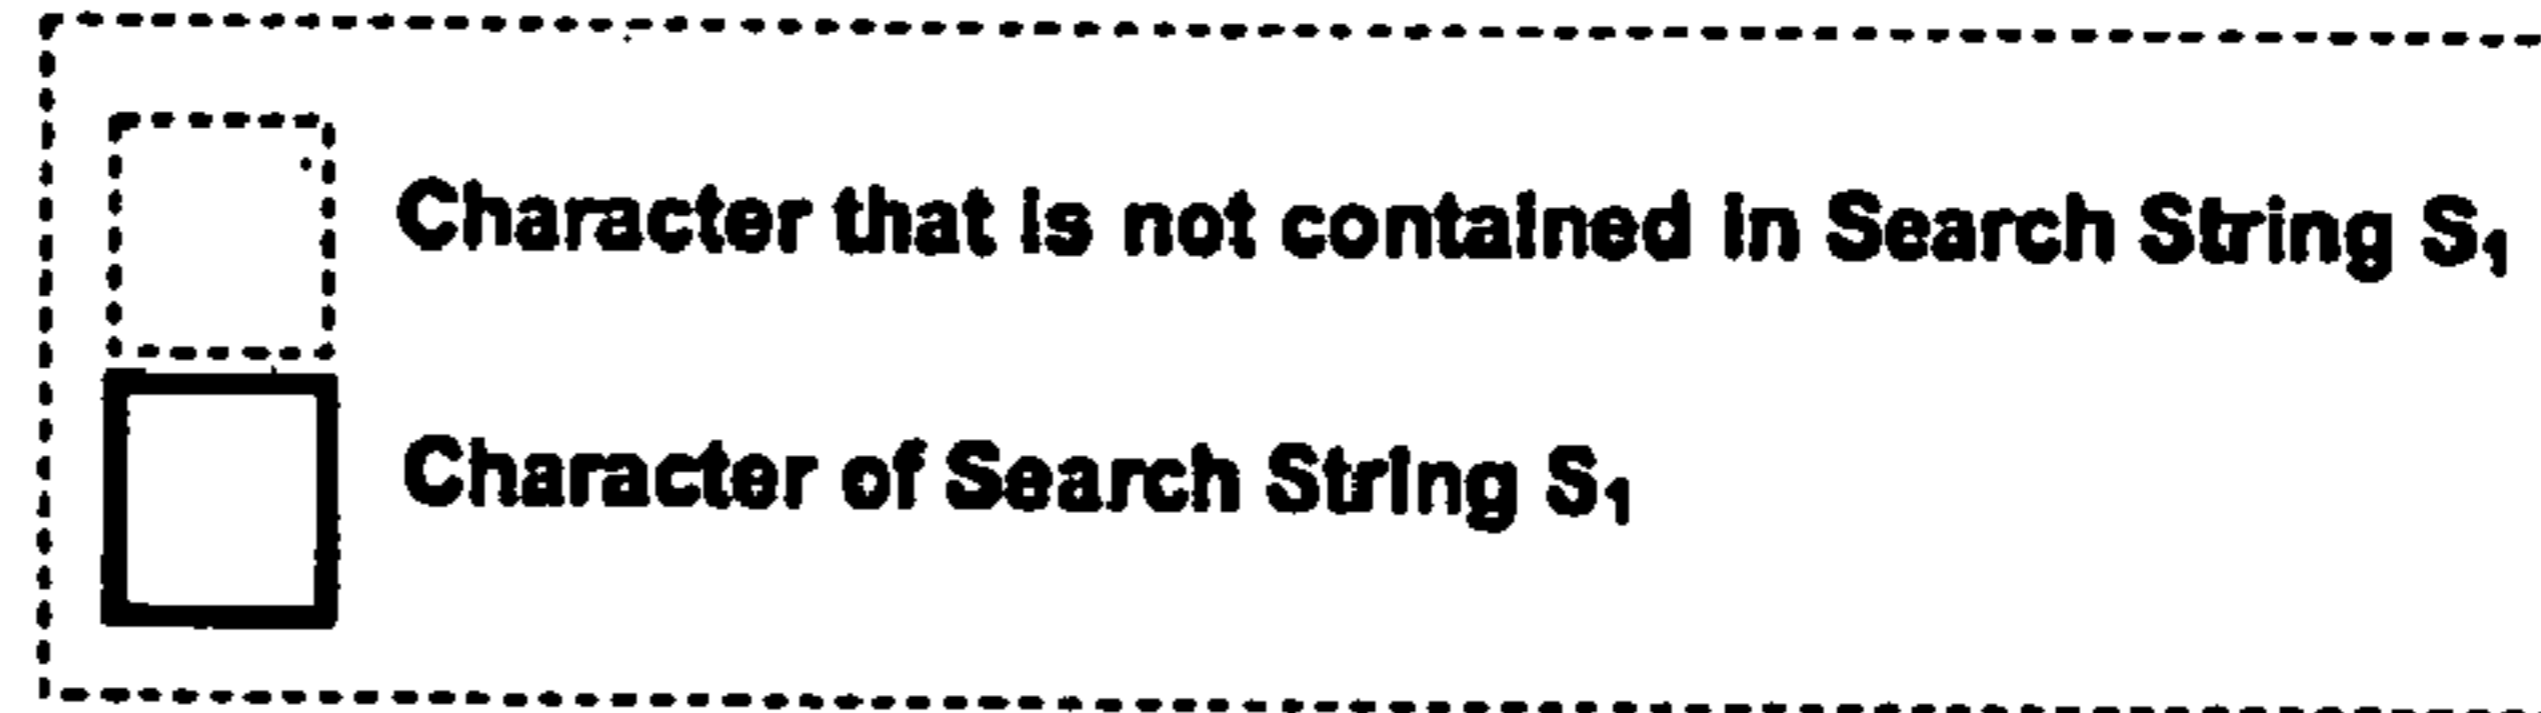 Character that is not contained in Search String S₁
Character of Search String S₁